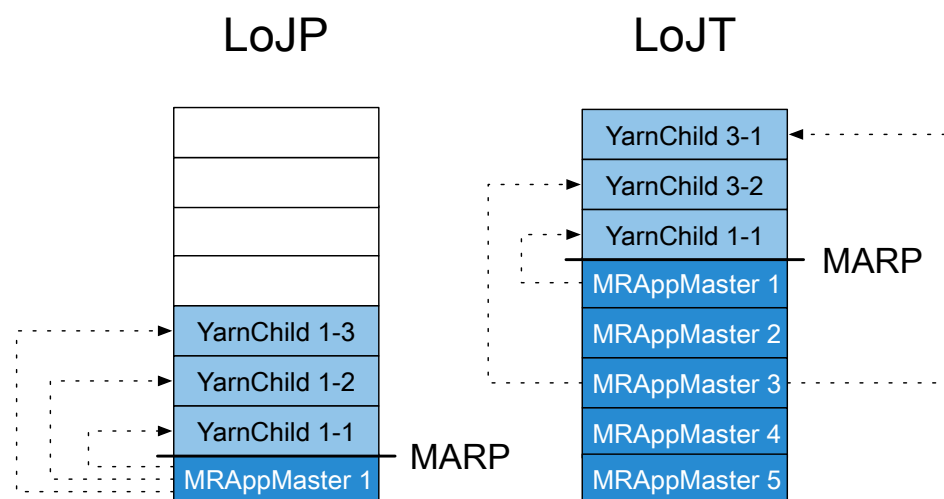 LoJP
YarnChild 1-3
YarnChild 1-2
YarnChild 1-1
MARP
MRAppMaster 1
LoJT
YarnChild 3-1
YarnChild 3-2
YarnChild 1-1
MARP
MRAppMaster 1
MRAppMaster 2
MRAppMaster 3
MRAppMaster 4
MRAppMaster 5